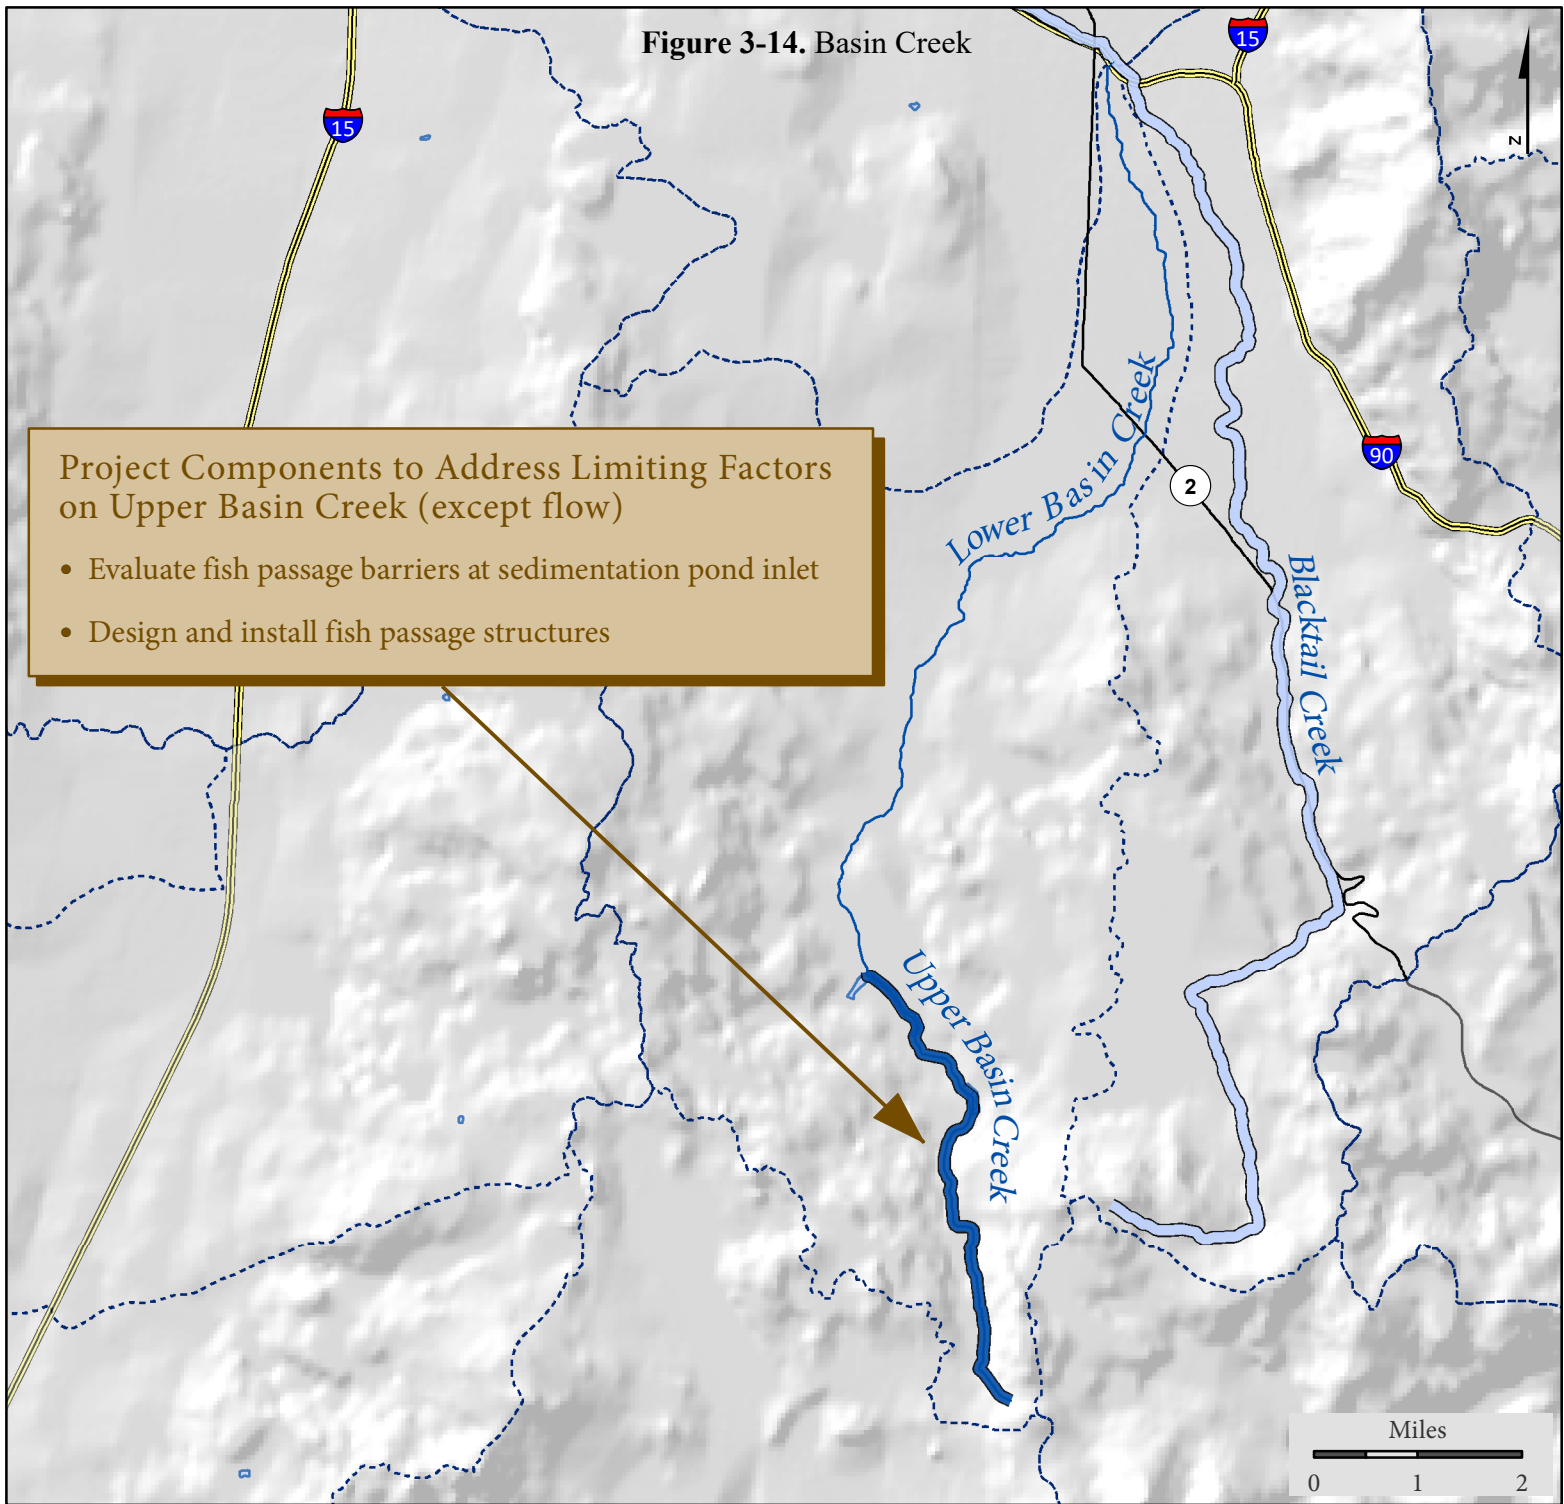 Figure 3-14. Basin Creek
15
15
N
Lower Basin Creek
90
Project Components to Address Limiting Factors
on Upper Basin Creek (except flow)
• Evaluate fish passage barriers at sedimentation pond inlet
• Design and install fish passage structures
2
Blacktail Creek
Upper Basin Creek
Miles
0 1 2